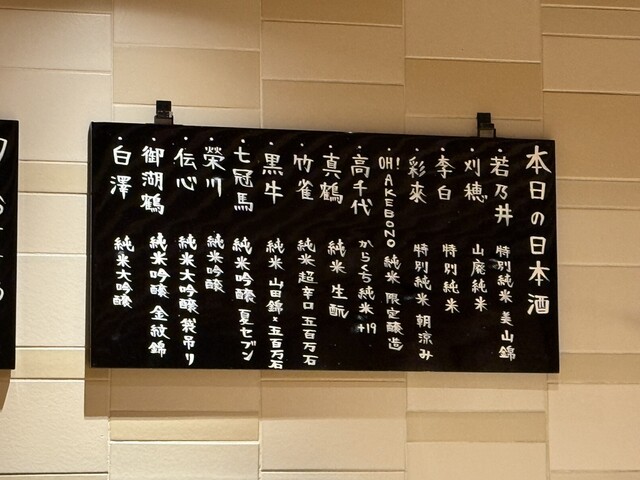 本日の日本酒
・若乃井 特別純米 美山錦
・刈穂 山廃純米
・李白 特別純米
・彩來 特別純米 朝涼み
・OH!AKEBONO 純米 限定醸造
・高千代 からくち純米 +19
・真鶴 純米 生酛
・竹雀 純米 超辛口 五百万石
・黒牛 純米 山田錦×五百万石
・七冠馬 純米吟醸 夏セブン
・榮川 純米吟醸
・伝心 純米大吟醸 袋吊り
・御湖鶴 純米吟醸 金紋錦
・白澤 純米大吟醸